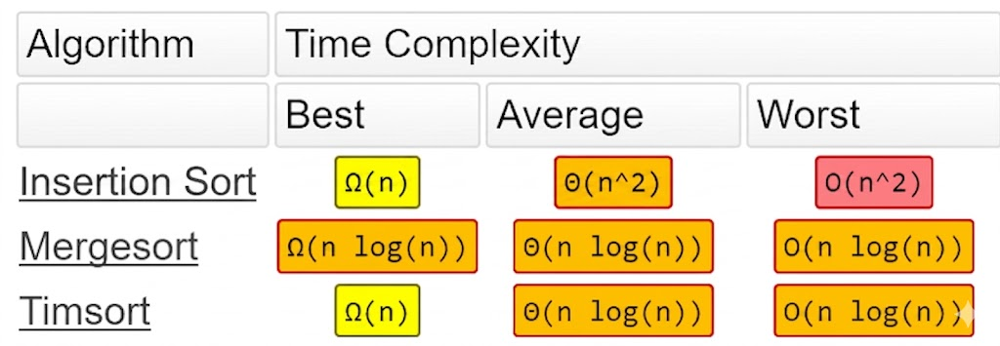 Algorithm Time Complexity
Best Average Worst
Insertion Sort Ω(n) Θ(n^2) O(n^2)
Mergesort Ω(n log(n)) Θ(n log(n)) O(n log(n))
Timsort Ω(n) Θ(n log(n)) O(n log(n))